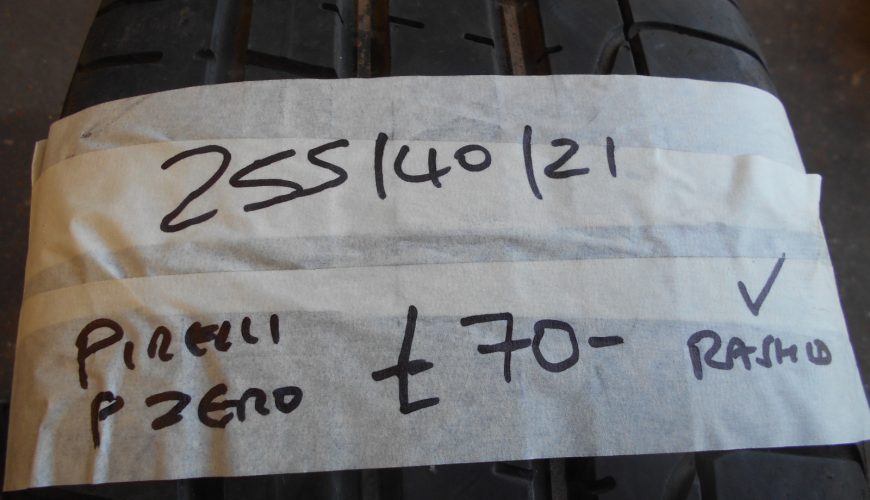 255/40/21
PIRELLI
P ZERO
£70-
✓
RASHID